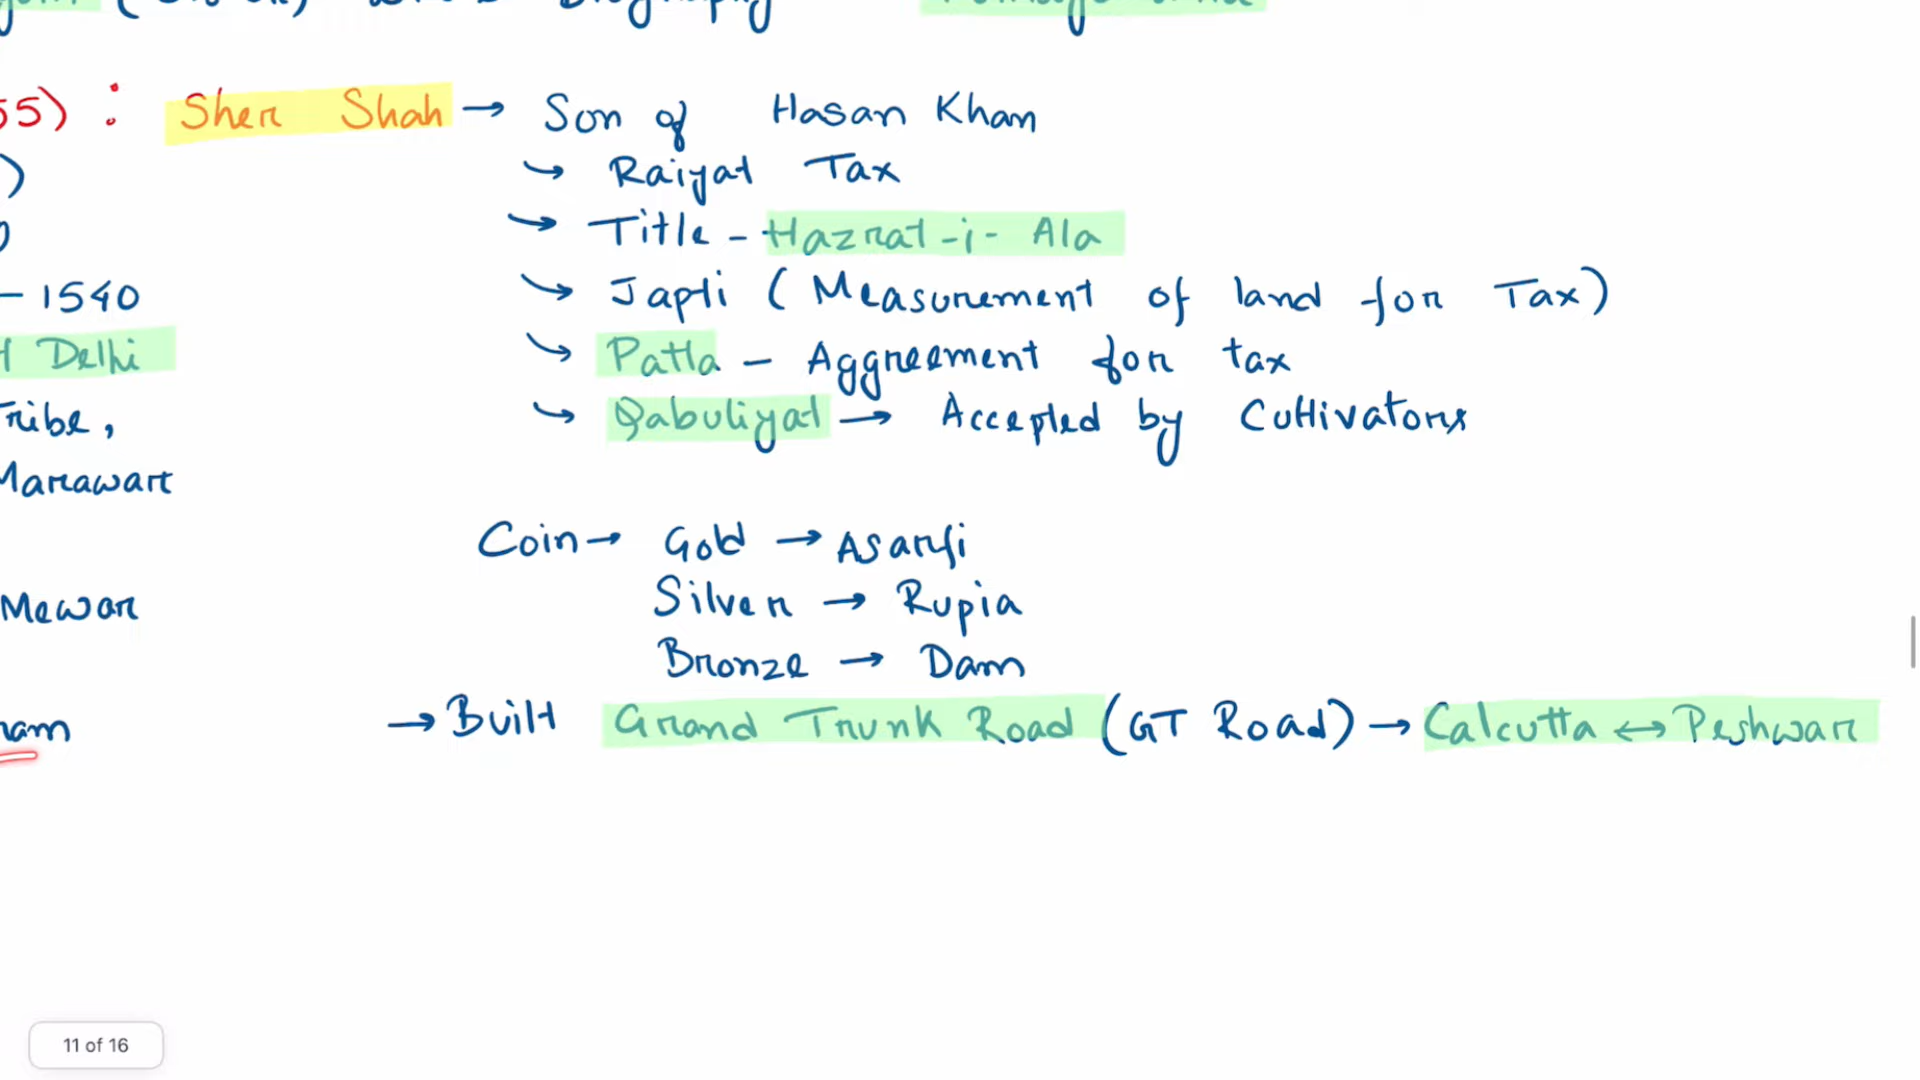 55) : Sher Shah → Son of Hasan Khan
↳ Raiyat Tax
↳ Title - Hazrat-i- Ala
– 1540 ↳ Japti (Measurement of land for Tax)
Delhi ↳ Patta – Aggreement for tax
Tribe, ↳ Qabuliyat → Accepted by Cultivators
Marawart
Coin → Gold → Asarfi
Mewar Silver → Rupia
Bronze → Dam
ram → Built Grand Trunk Road (GT Road) → Calcutta ↔ Peshwar
11 of 16